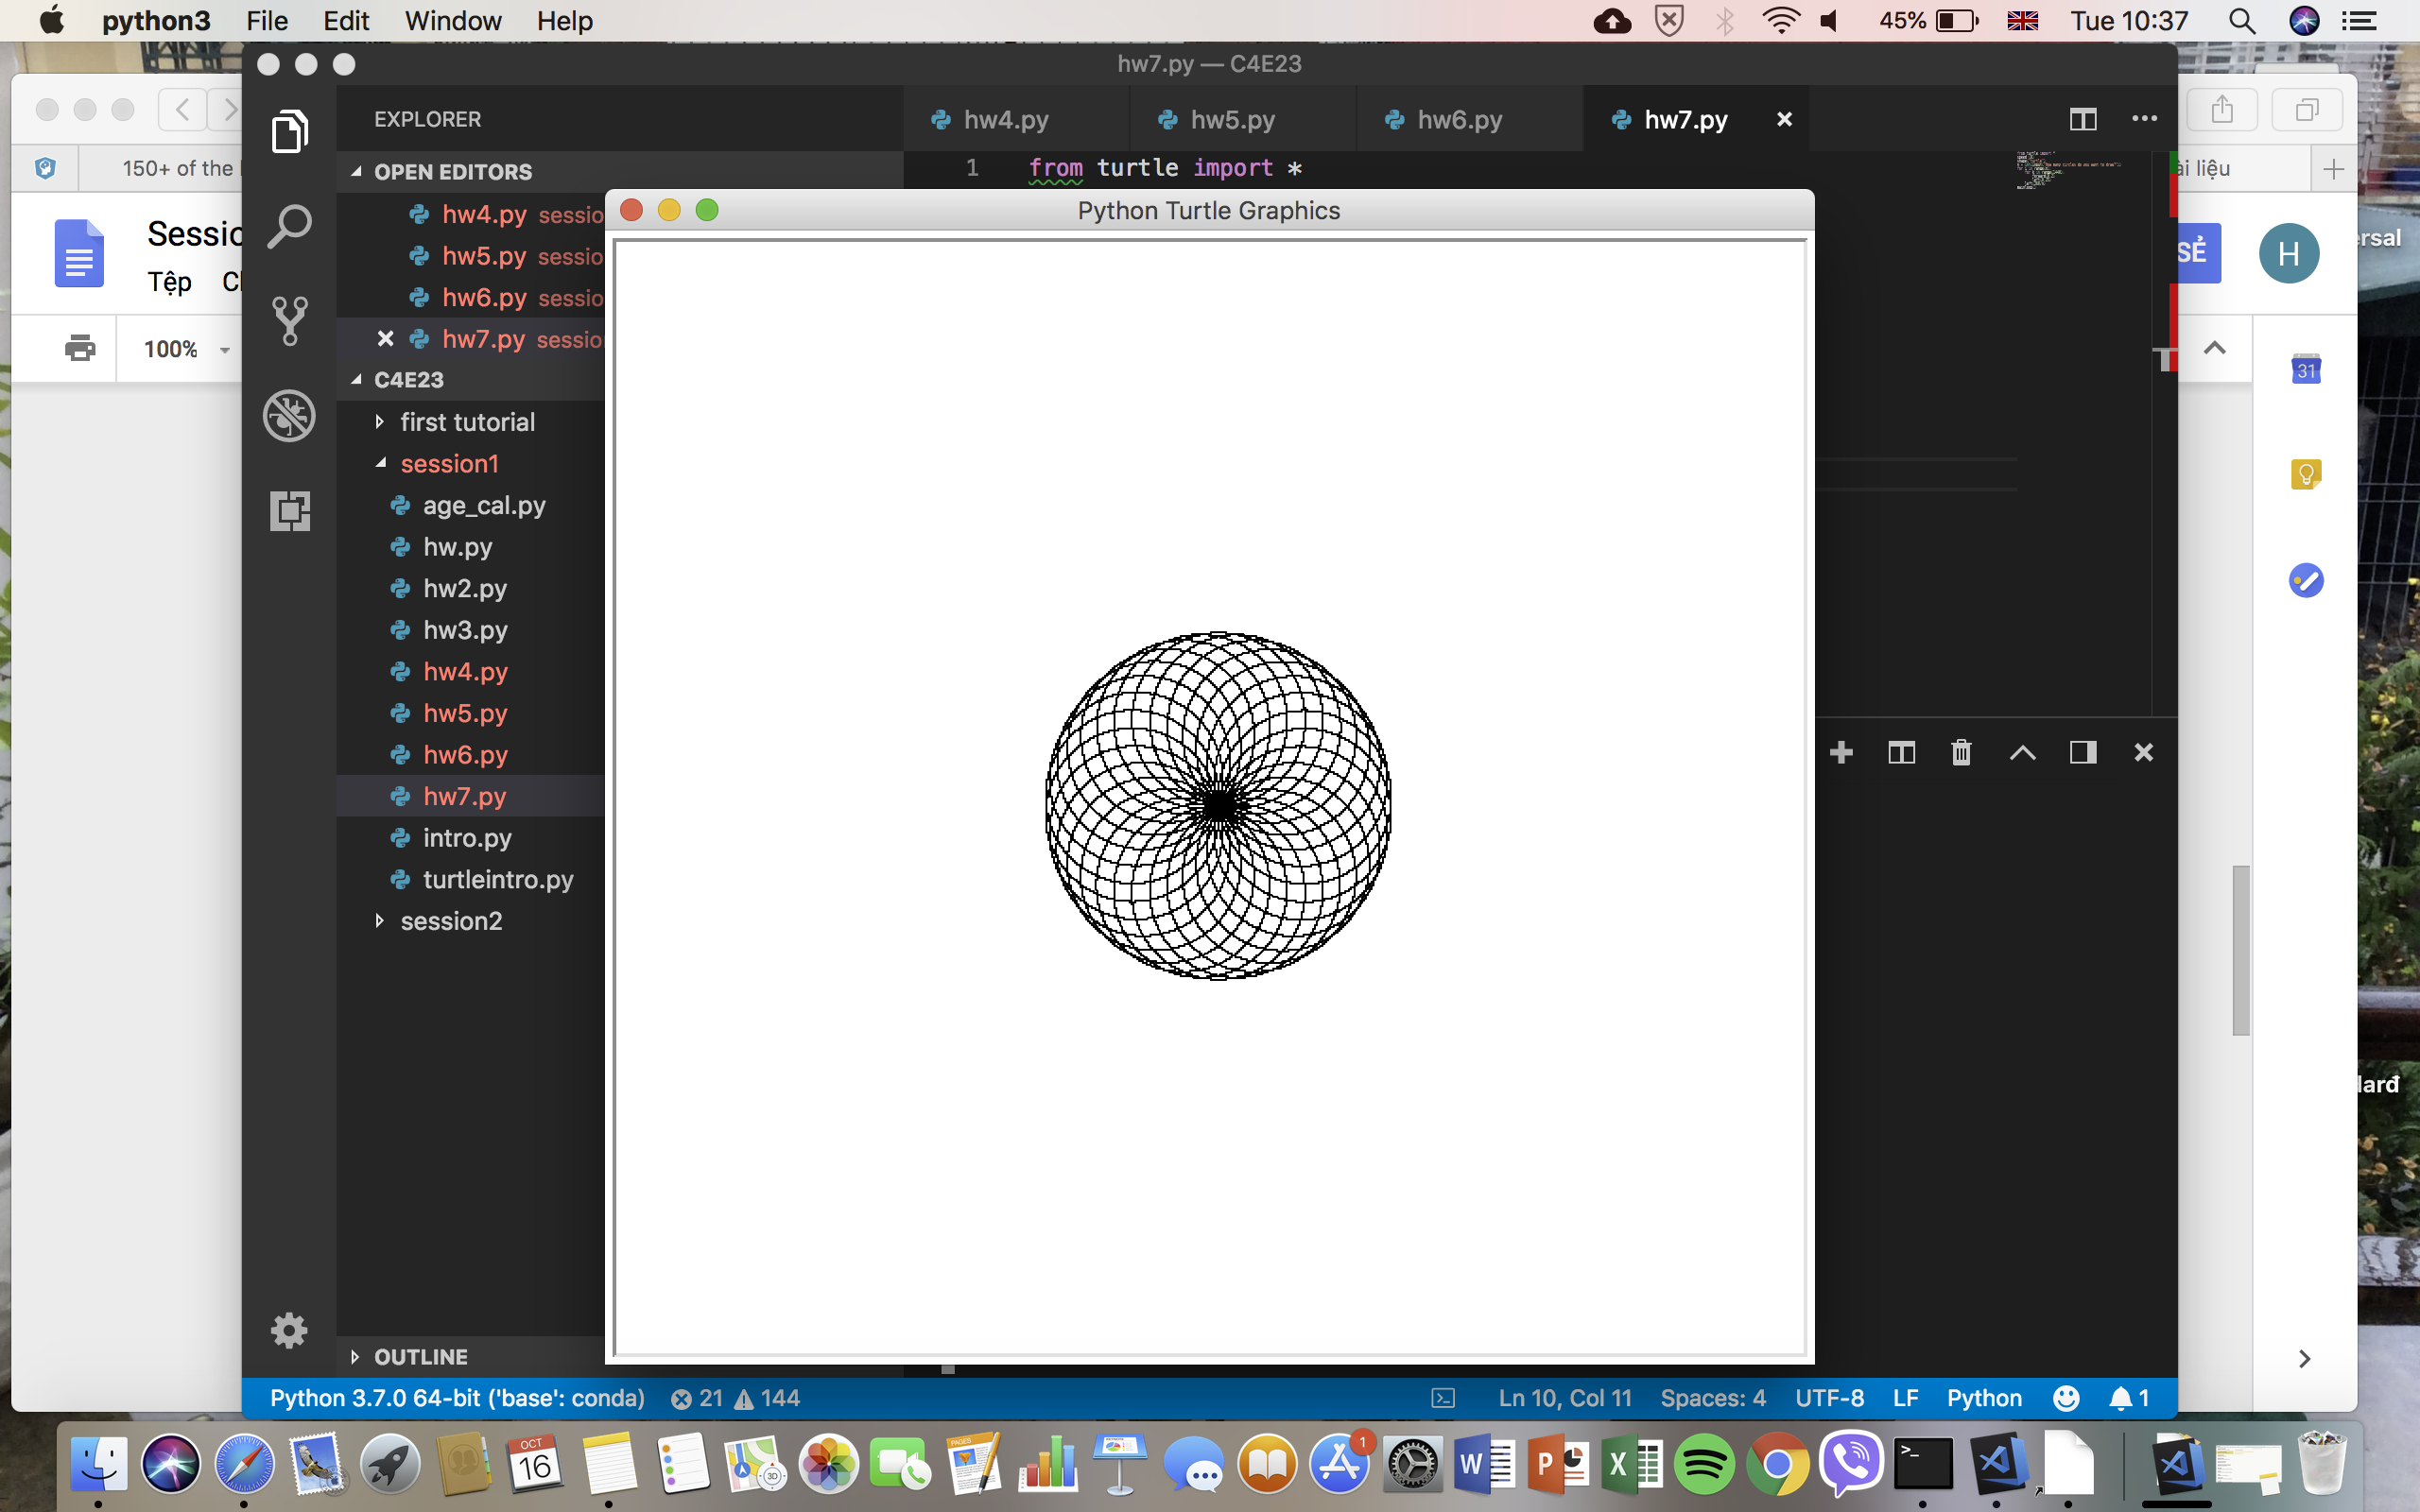 python3 File Edit Window Help 45% Tue 10:37
hw7.py — C4E23
EXPLORER
hw4.py hw5.py hw6.py hw7.py
150+ of the
ài liệu
OPEN EDITORS
1 from turtle import *
hw4.py sessio
Python Turtle Graphics
Sessio
hw5.py sessio
SẺ
H
ersal
Tệp Cl
hw6.py sessio
100%
hw7.py sessio
31
C4E23
first tutorial
session1
age_cal.py
hw.py
hw2.py
hw3.py
hw4.py
hw5.py
hw6.py
hw7.py
intro.py
turtleintro.py
session2
larđ
OUTLINE
Python 3.7.0 64-bit ('base': conda) 21 144 Ln 10, Col 11 Spaces: 4 UTF-8 LF Python 1
OCT
16
PAGES
3D
1
W
P
X
>_